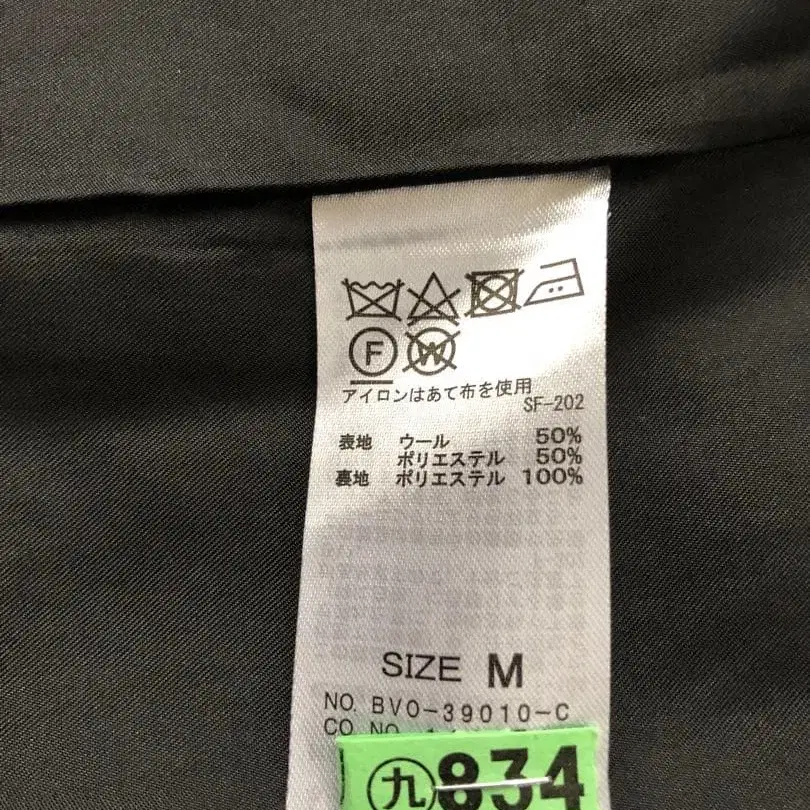 F W
アイロンはあて布を使用
SF-202
表地 ウール 50%
ポリエステル 50%
裏地 ポリエステル 100%
SIZE M
NO. BVO-39010-C
CO NO.
九 834